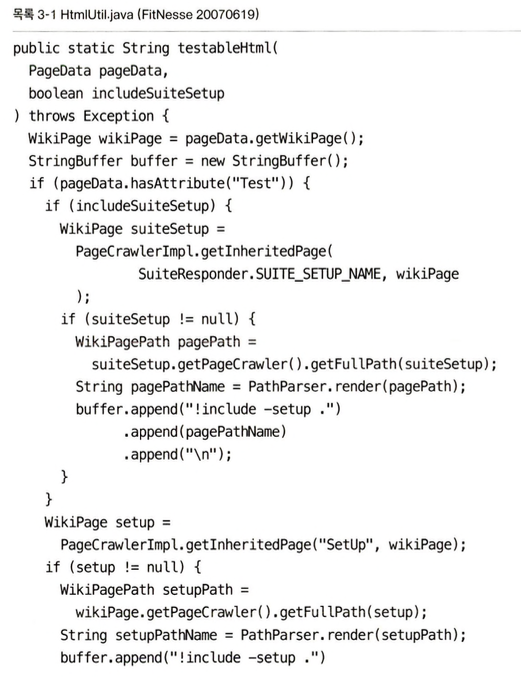 목록 3-1 HtmlUtil.java (FitNesse 20070619)
public static String testableHtml(
  PageData pageData,
  boolean includeSuiteSetup
) throws Exception {
  WikiPage wikiPage = pageData.getWikiPage();
  StringBuffer buffer = new StringBuffer();
  if (pageData.hasAttribute("Test")) {
    if (includeSuiteSetup) {
      WikiPage suiteSetup =
        PageCrawlerImpl.getInheritedPage(
                SuiteResponder.SUITE_SETUP_NAME, wikiPage
        );
      if (suiteSetup != null) {
        WikiPagePath pagePath =
          suiteSetup.getPageCrawler().getFullPath(suiteSetup);
        String pagePathName = PathParser.render(pagePath);
        buffer.append("!include -setup .")
              .append(pagePathName)
              .append("\n");
      }
    }
    WikiPage setup =
      PageCrawlerImpl.getInheritedPage("SetUp", wikiPage);
    if (setup != null) {
      WikiPagePath setupPath =
        wikiPage.getPageCrawler().getFullPath(setup);
      String setupPathName = PathParser.render(setupPath);
      buffer.append("!include -setup .")